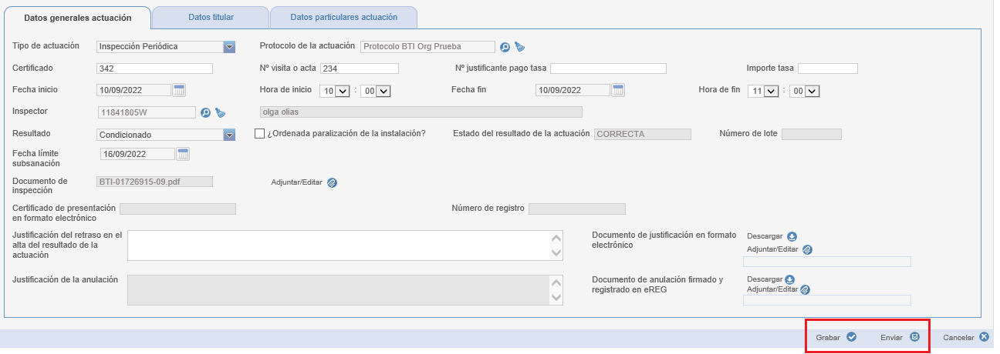 Datos generales actuación Datos titular Datos particulares actuación
Tipo de actuación Inspección Periódica Protocolo de la actuación Protocolo BTI Org Prueba
Certificado 342 Nº visita o acta 234 Nº justificante pago tasa Importe tasa
Fecha inicio 10/09/2022 Hora de inicio 10 : 00 Fecha fin 10/09/2022 Hora de fin 11 : 00
Inspector 11841805W olga olias
Resultado Condicionado ¿Ordenada paralización de la instalación? Estado del resultado de la actuación CORRECTA Número de lote
Fecha límite
subsanación 16/09/2022
Documento de
inspección BTI-01726915-09.pdf Adjuntar/Editar
Certificado de presentación
en formato electrónico Número de registro
Justificación del retraso en el
alta del resultado de la
actuación
Documento de justificación en formato
electrónico
Descargar
Adjuntar/Editar
Justificación de la anulación
Documento de anulación firmado y
registrado en eREG
Descargar
Adjuntar/Editar
Grabar Enviar Cancelar